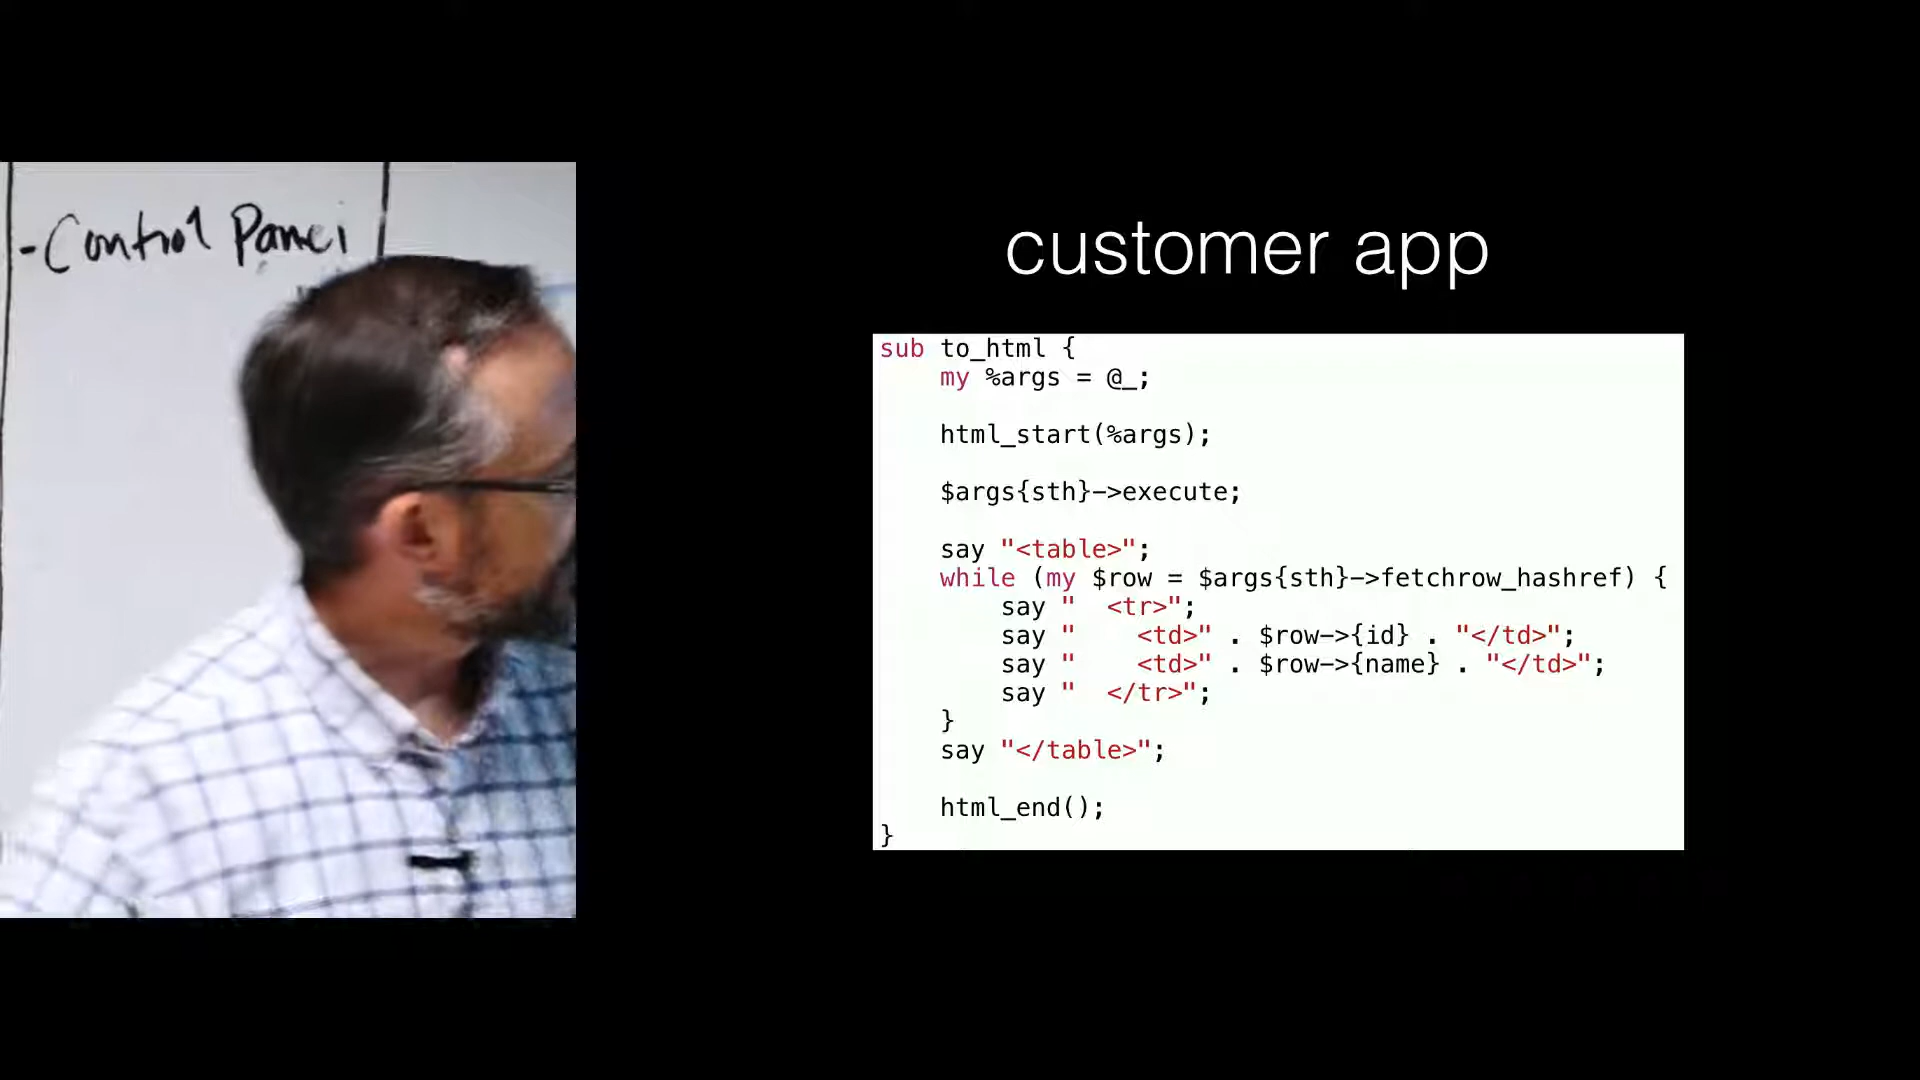 -Control Panel
customer app
sub to_html {
    my %args = @_;

    html_start(%args);

    $args{sth}->execute;

    say "<table>";
    while (my $row = $args{sth}->fetchrow_hashref) {
        say "  <tr>";
        say "    <td>" . $row->{id} . "</td>";
        say "    <td>" . $row->{name} . "</td>";
        say "  </tr>";
    }
    say "</table>";

    html_end();
}